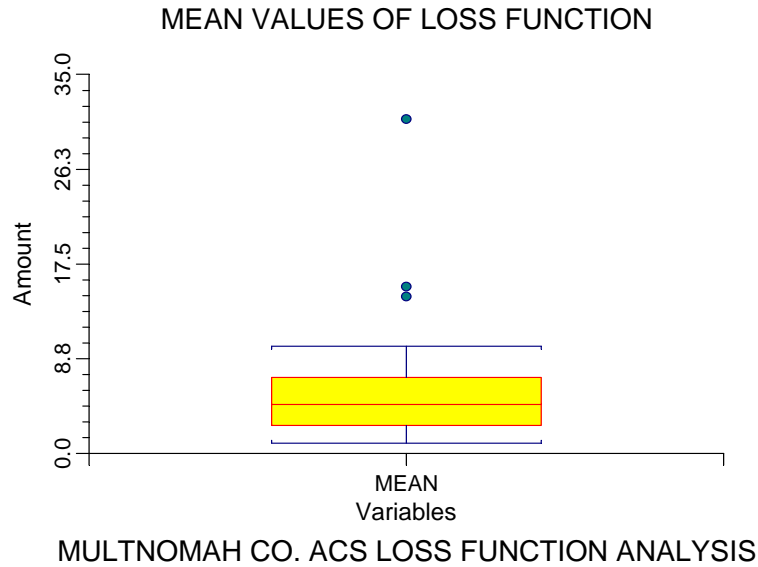 MEAN VALUES OF LOSS FUNCTION
35.0
26.3
17.5
8.8
0.0
Amount
MEAN
Variables
MULTNOMAH CO. ACS LOSS FUNCTION ANALYSIS